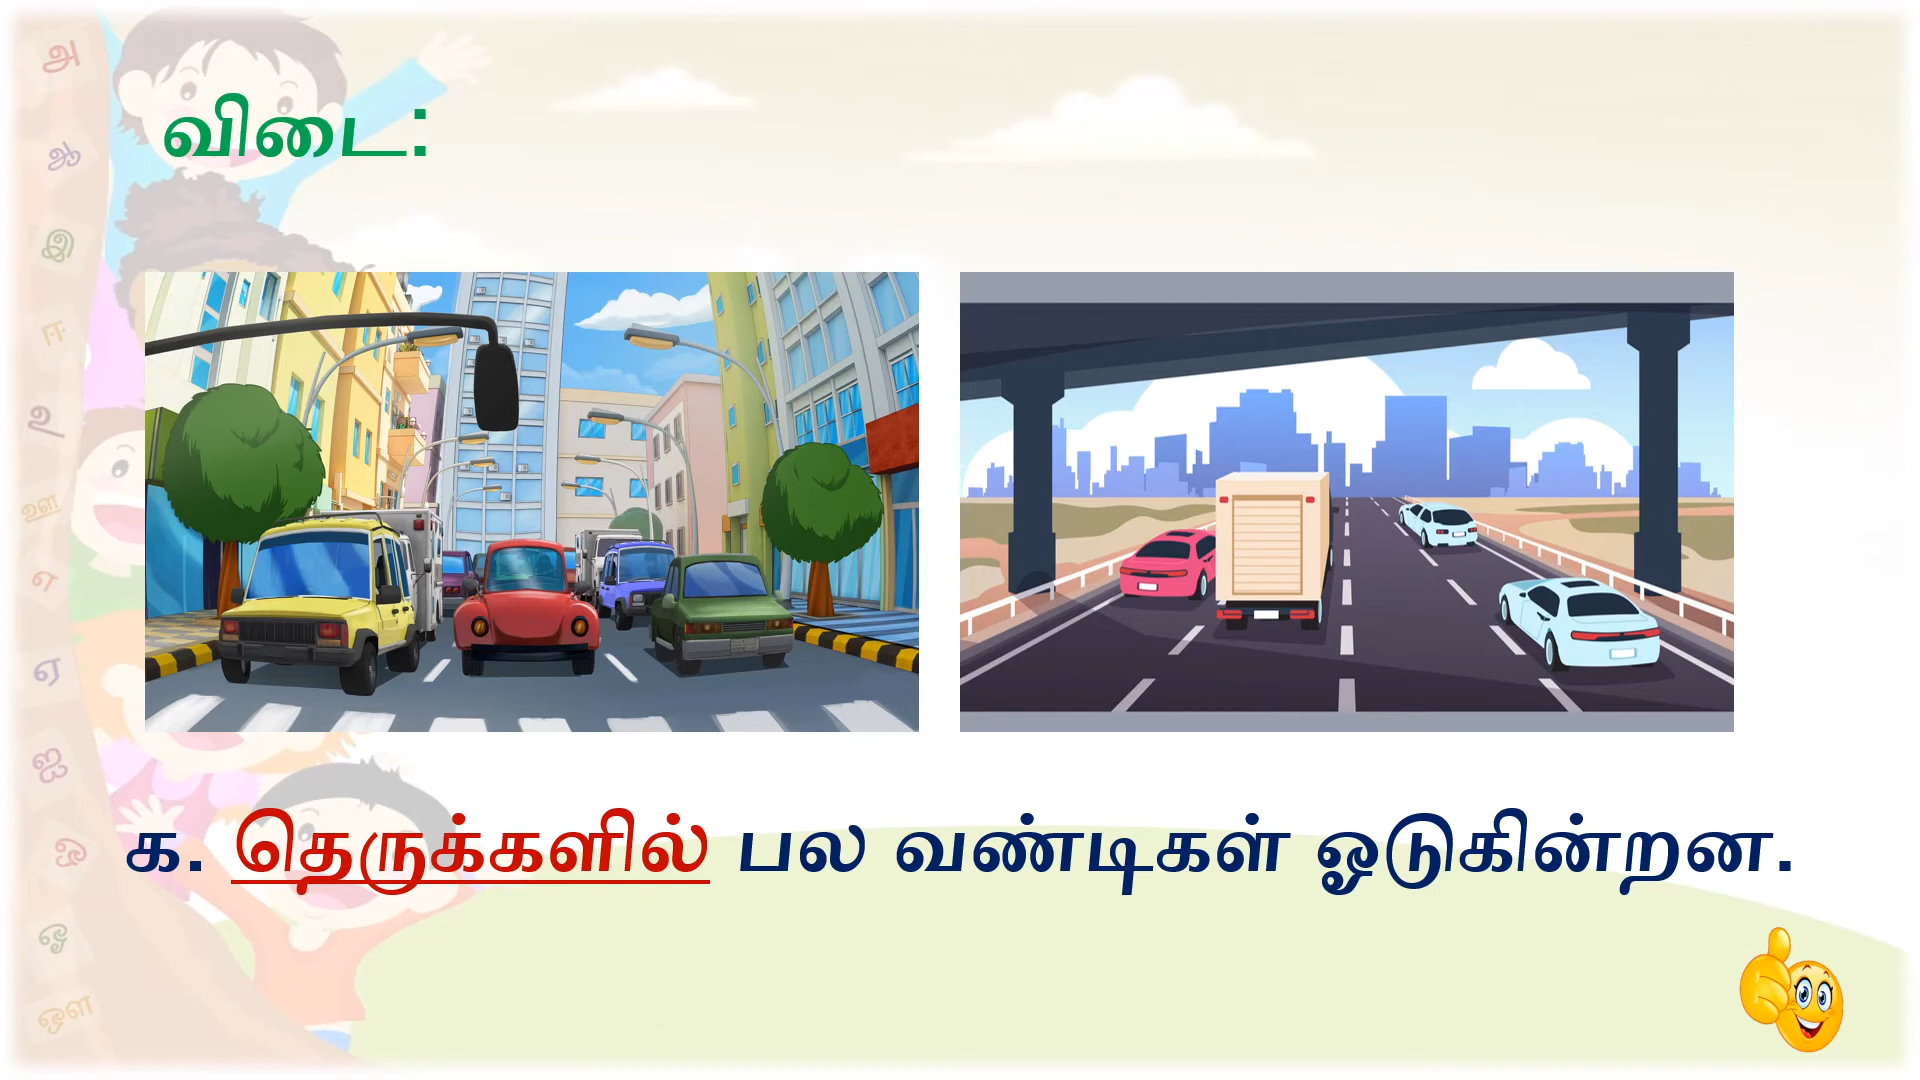 விடை:
க. தெருக்களில் பல வண்டிகள் ஓடுகின்றன.
அ
ஆ
இ
ஈ
உ
ஊ
எ
ஏ
ஐ
ஒ
ஓ
ஔ